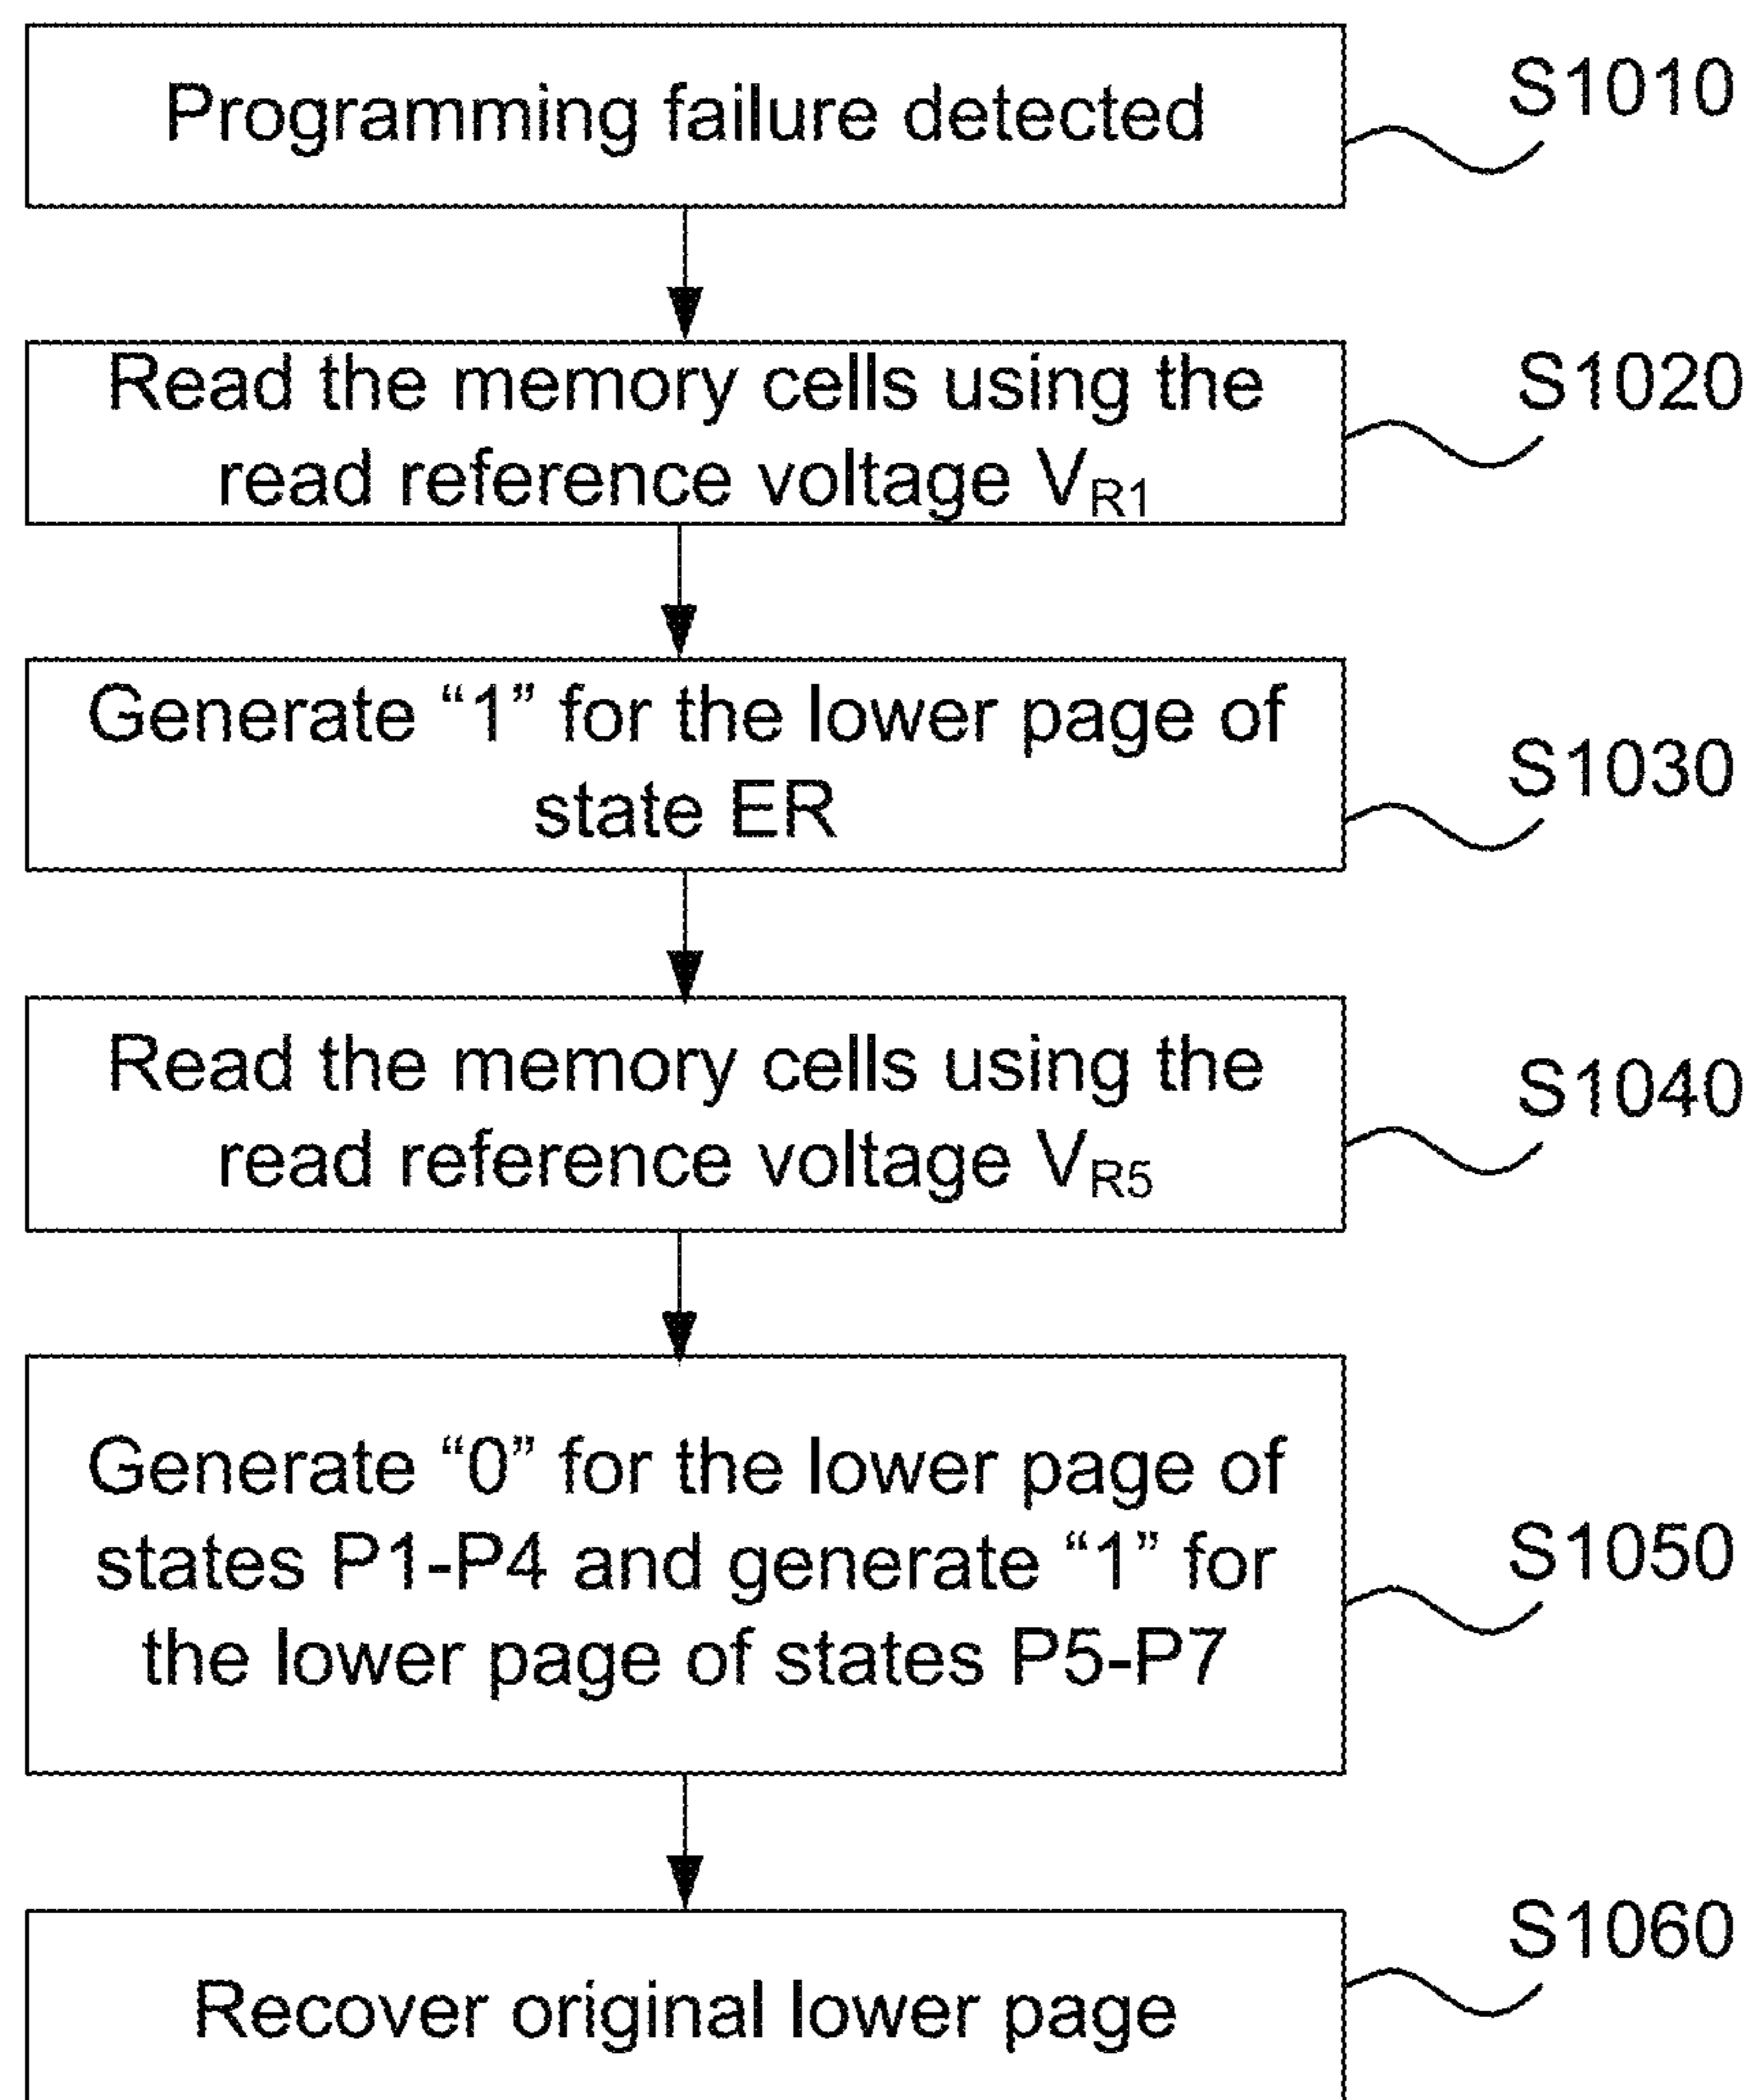 Programming failure detected
S1010
Read the memory cells using the
read reference voltage VR1
S1020
Generate “1” for the lower page of
state ER
S1030
Read the memory cells using the
read reference voltage VR5
S1040
Generate “0” for the lower page of
states P1-P4 and generate “1” for
the lower page of states P5-P7
S1050
Recover original lower page
S1060